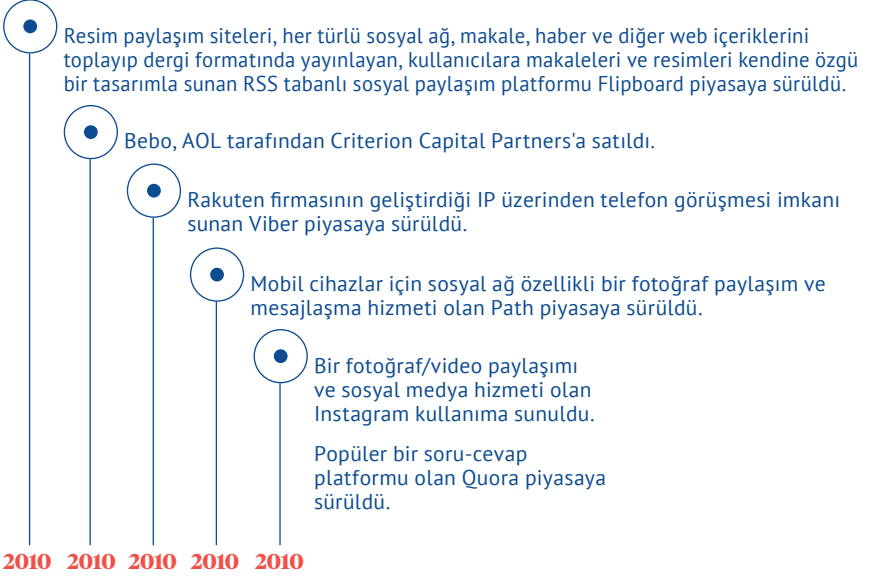 Resim paylaşım siteleri, her türlü sosyal ağ, makale, haber ve diğer web içeriklerini
toplayıp dergi formatında yayınlayan, kullanıcılara makaleleri ve resimleri kendine özgü
bir tasarımla sunan RSS tabanlı sosyal paylaşım platformu Flipboard piyasaya sürüldü.
Bebo, AOL tarafından Criterion Capital Partners'a satıldı.
Rakuten firmasının geliştirdiği IP üzerinden telefon görüşmesi imkanı
sunan Viber piyasaya sürüldü.
Mobil cihazlar için sosyal ağ özellikli bir fotoğraf paylaşım ve
mesajlaşma hizmeti olan Path piyasaya sürüldü.
Bir fotoğraf/video paylaşımı
ve sosyal medya hizmeti olan
Instagram kullanıma sunuldu.
Popüler bir soru-cevap
platformu olan Quora piyasaya
sürüldü.
2010 2010 2010 2010 2010